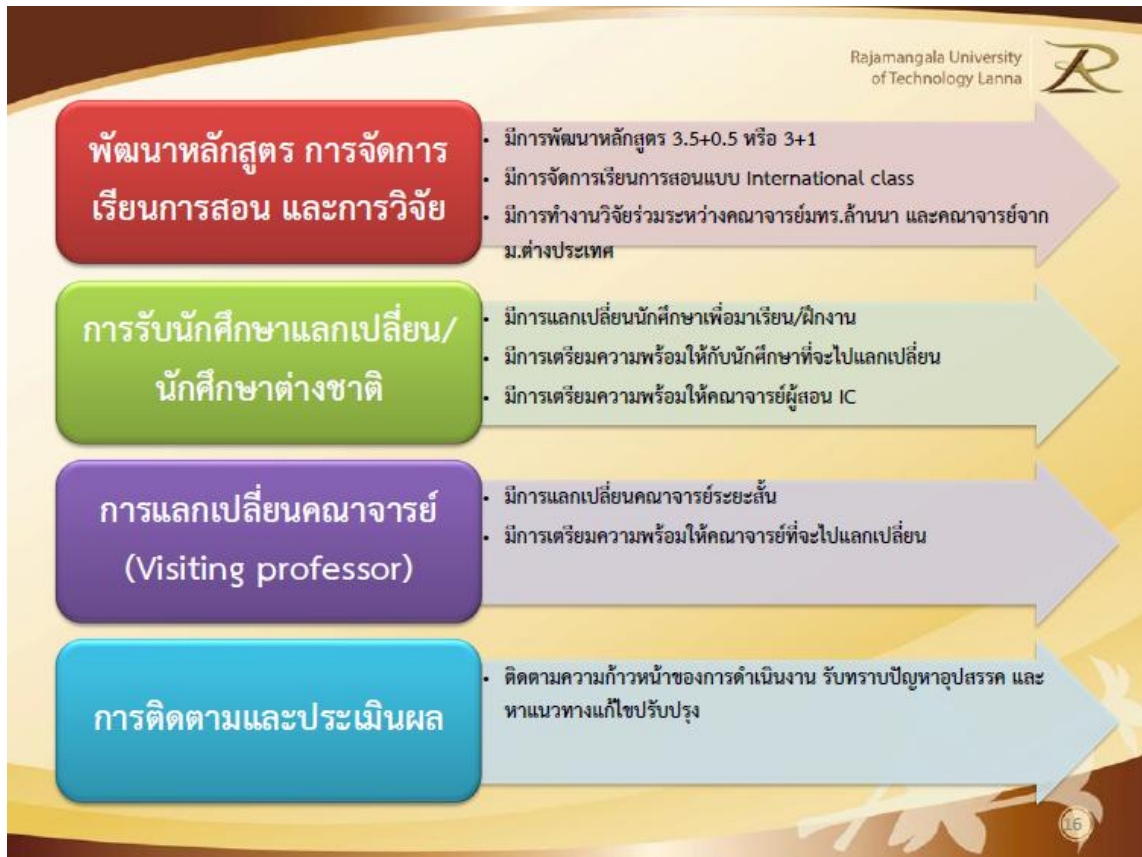 Rajamangala University
of Technology Lanna
พัฒนาหลักสูตร การจัดการ
เรียนการสอน และการวิจัย
• มีการพัฒนาหลักสูตร 3.5+0.5 หรือ 3+1
• มีการจัดการเรียนการสอนแบบ International class
• มีการทำงานวิจัยร่วมระหว่างคณาจารย์มทร.ล้านนา และคณาจารย์จาก
ม.ต่างประเทศ
การรับนักศึกษาแลกเปลี่ยน/
นักศึกษาต่างชาติ
• มีการแลกเปลี่ยนนักศึกษาเพื่อมาเรียน/ฝึกงาน
• มีการเตรียมความพร้อมให้กับนักศึกษาที่จะไปแลกเปลี่ยน
• มีการเตรียมความพร้อมให้คณาจารย์ผู้สอน IC
การแลกเปลี่ยนคณาจารย์
(Visiting professor)
• มีการแลกเปลี่ยนคณาจารย์ระยะสั้น
• มีการเตรียมความพร้อมให้คณาจารย์ที่จะไปแลกเปลี่ยน
การติดตามและประเมินผล
• ติดตามความก้าวหน้าของการดำเนินงาน รับทราบปัญหาอุปสรรค และ
หาแนวทางแก้ไขปรับปรุง
16